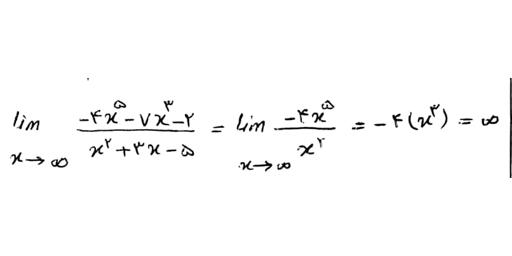 lim x→∞ (-۴x^۵ - ۷x^۳ - ۲)/(x^۲ + ۳x - ۵) = lim x→∞ (-۴x^۵)/(x^۲) = -۴(x^۳) = ∞